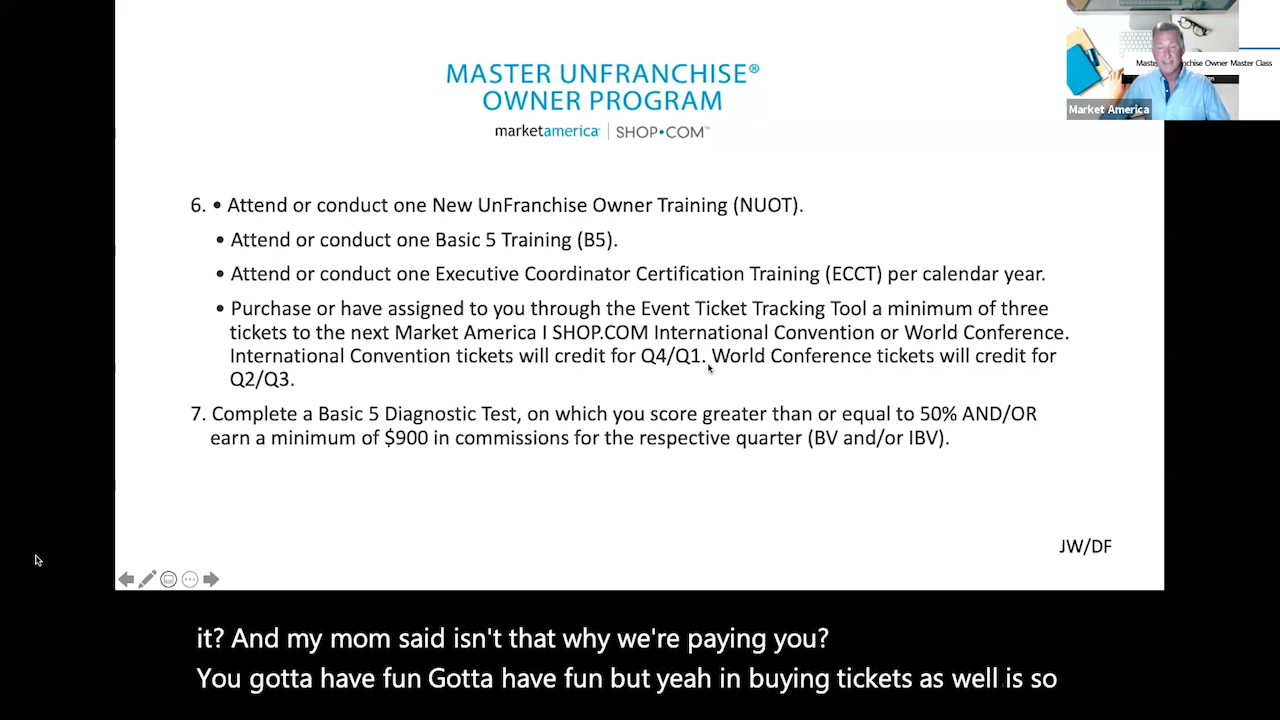 MASTER UNFRANCHISE®
OWNER PROGRAM
marketamerica | SHOP•COM™
Market America
6. • Attend or conduct one New UnFranchise Owner Training (NUOT).
• Attend or conduct one Basic 5 Training (B5).
• Attend or conduct one Executive Coordinator Certification Training (ECCT) per calendar year.
• Purchase or have assigned to you through the Event Ticket Tracking Tool a minimum of three
tickets to the next Market America I SHOP.COM International Convention or World Conference.
International Convention tickets will credit for Q4/Q1. World Conference tickets will credit for
Q2/Q3.
7. Complete a Basic 5 Diagnostic Test, on which you score greater than or equal to 50% AND/OR
earn a minimum of $900 in commissions for the respective quarter (BV and/or IBV).
JW/DF
it? And my mom said isn't that why we're paying you?
You gotta have fun Gotta have fun but yeah in buying tickets as well is so